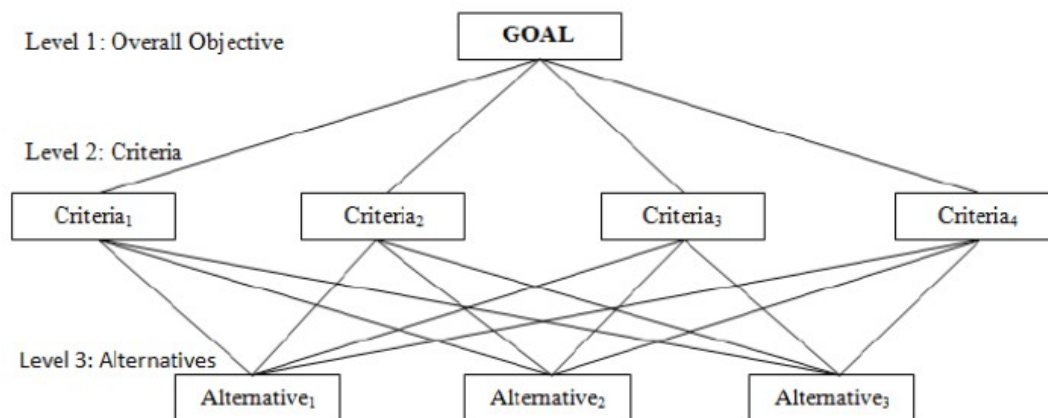 GOAL
Level 1: Overall Objective
Level 2: Criteria
Criteria₁
Criteria₂
Criteria₃
Criteria₄
Level 3: Alternatives
Alternative₁
Alternative₂
Alternative₃